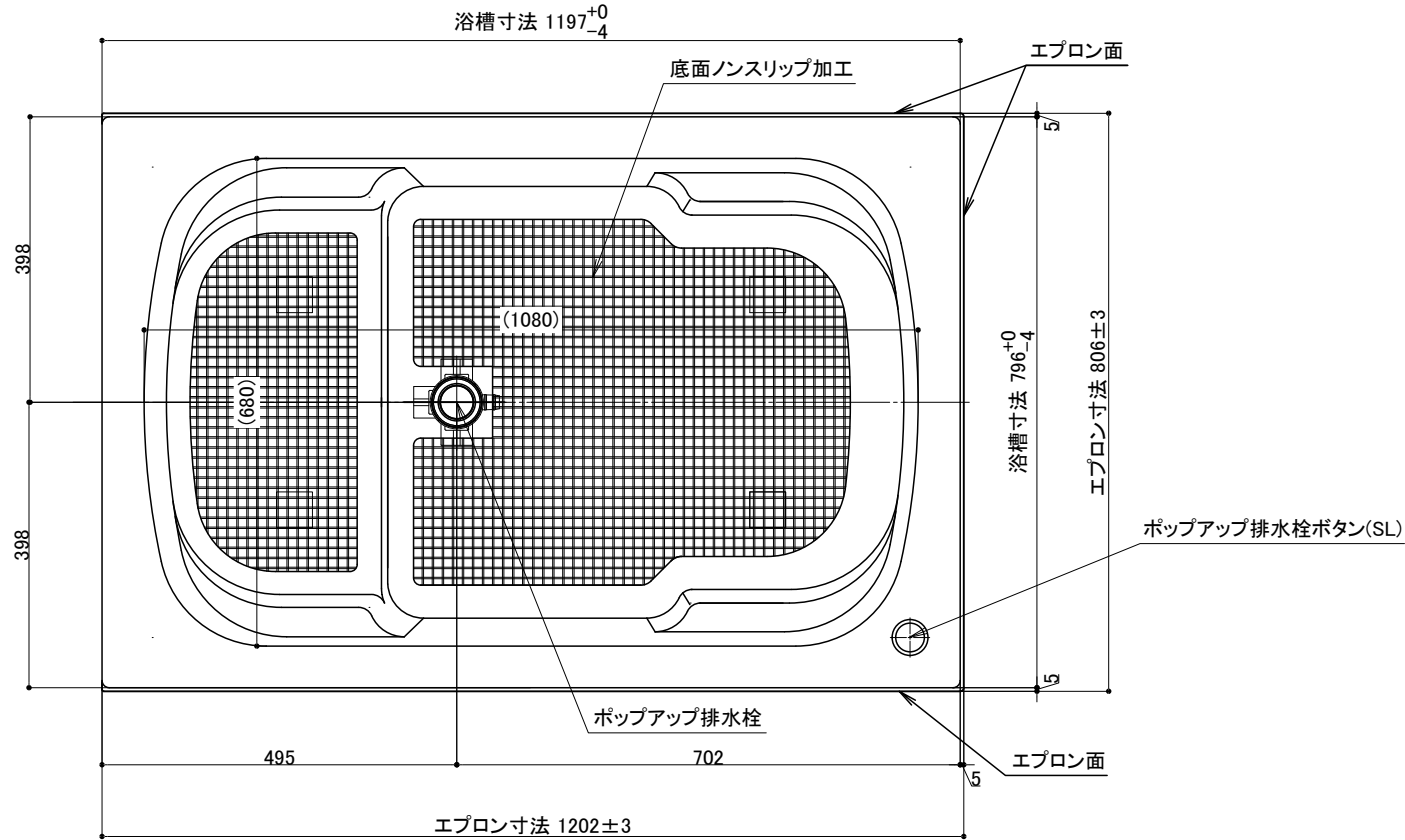 浴槽寸法 1197+0 -4
エプロン面
底面ノンスリップ加工
5
398
(1080)
(680)
浴槽寸法 796+0 -4
エプロン寸法 806±3
398
ポップアップ排水栓ボタン(SL)
5
ポップアップ排水栓
495
702
エプロン面
5
エプロン寸法 1202±3